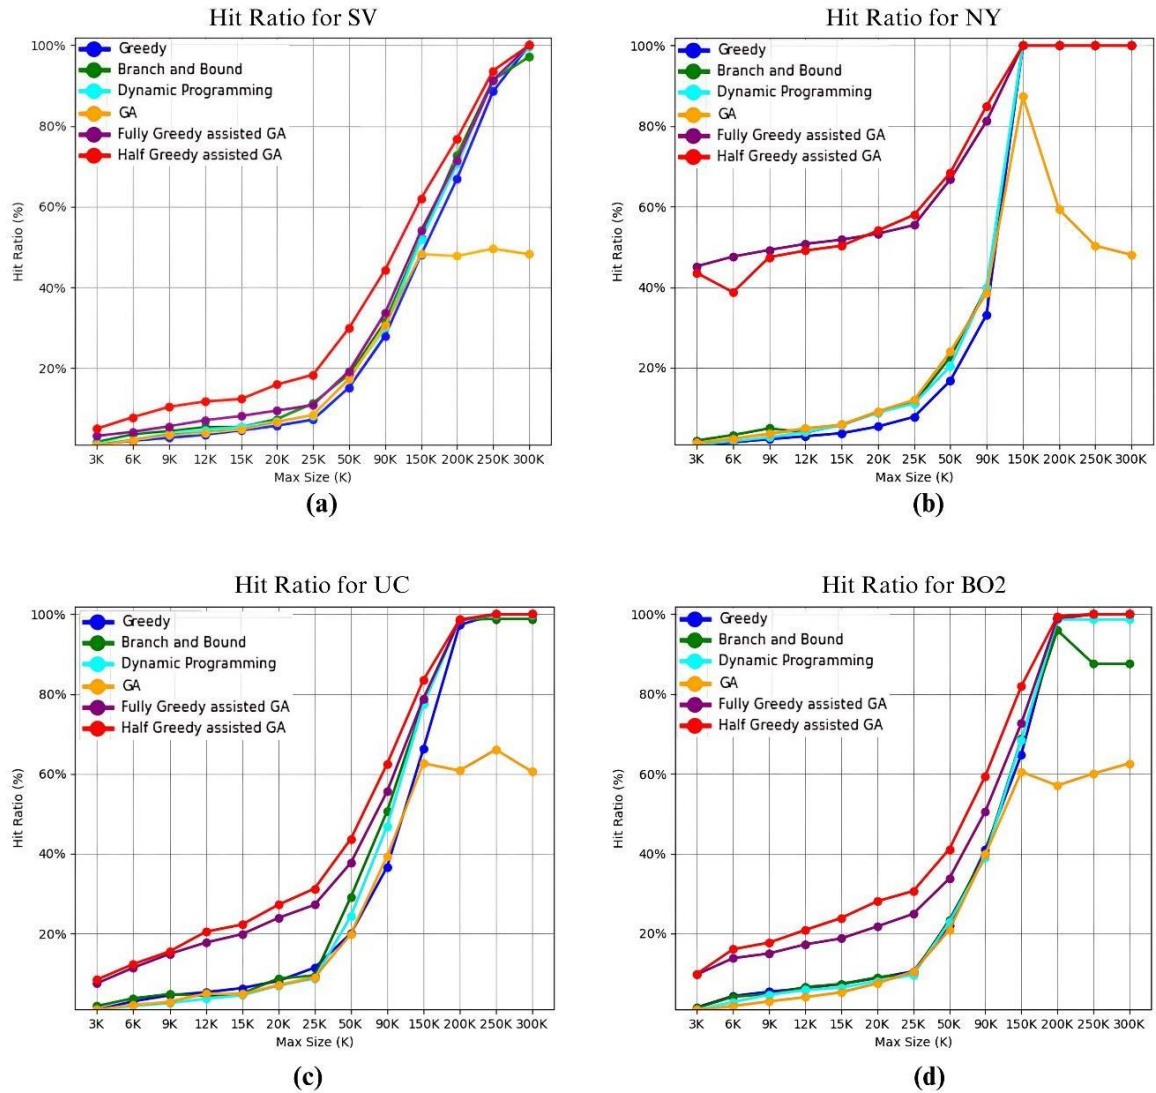 Hit Ratio for SV
Greedy
Branch and Bound
Dynamic Programming
GA
Fully Greedy assisted GA
Half Greedy assisted GA
100%
80%
60%
40%
20%
Hit Ratio (%)
3K 6K 9K 12K 15K 20K 25K 50K 90K 150K 200K 250K 300K
Max Size (K)
(a)
Hit Ratio for NY
Greedy
Branch and Bound
Dynamic Programming
GA
Fully Greedy assisted GA
Half Greedy assisted GA
100%
80%
60%
40%
20%
Hit Ratio (%)
3K 6K 9K 12K 15K 20K 25K 50K 90K 150K 200K 250K 300K
Max Size (K)
(b)
Hit Ratio for UC
Greedy
Branch and Bound
Dynamic Programming
GA
Fully Greedy assisted GA
Half Greedy assisted GA
100%
80%
60%
40%
20%
Hit Ratio (%)
3K 6K 9K 12K 15K 20K 25K 50K 90K 150K 200K 250K 300K
Max Size (K)
(c)
Hit Ratio for BO2
Greedy
Branch and Bound
Dynamic Programming
GA
Fully Greedy assisted GA
Half Greedy assisted GA
100%
80%
60%
40%
20%
Hit Ratio (%)
3K 6K 9K 12K 15K 20K 25K 50K 90K 150K 200K 250K 300K
Max Size (K)
(d)